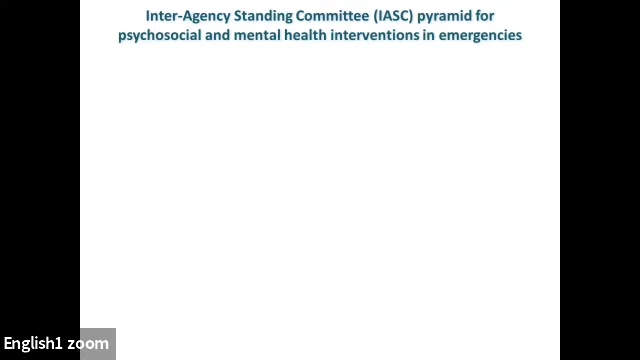 Inter-Agency Standing Committee (IASC) pyramid for
psychosocial and mental health interventions in emergencies
English1 zoom